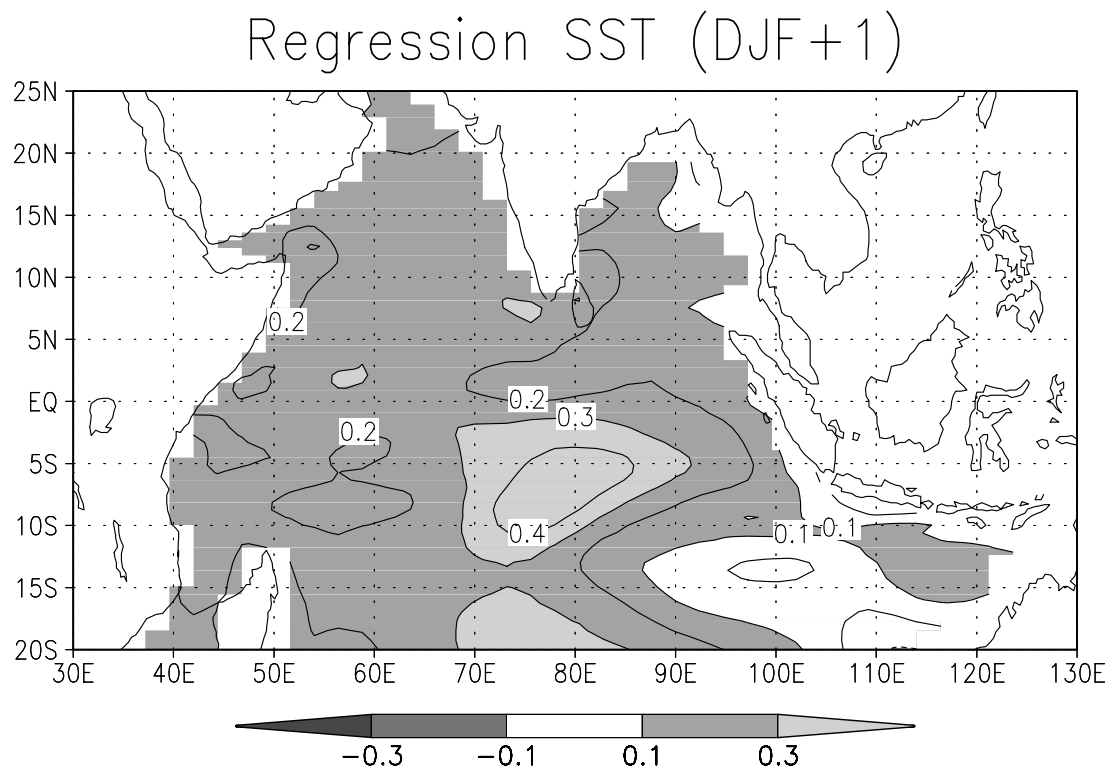 Regression SST (DJF+1)
25N
20N
15N
10N
5N
EQ
5S
10S
15S
20S
0.2
0.2
0.3
0.2
0.4
0.1
0.1
30E 40E 50E 60E 70E 80E 90E 100E 110E 120E 130E
−0.3 −0.1 0.1 0.3